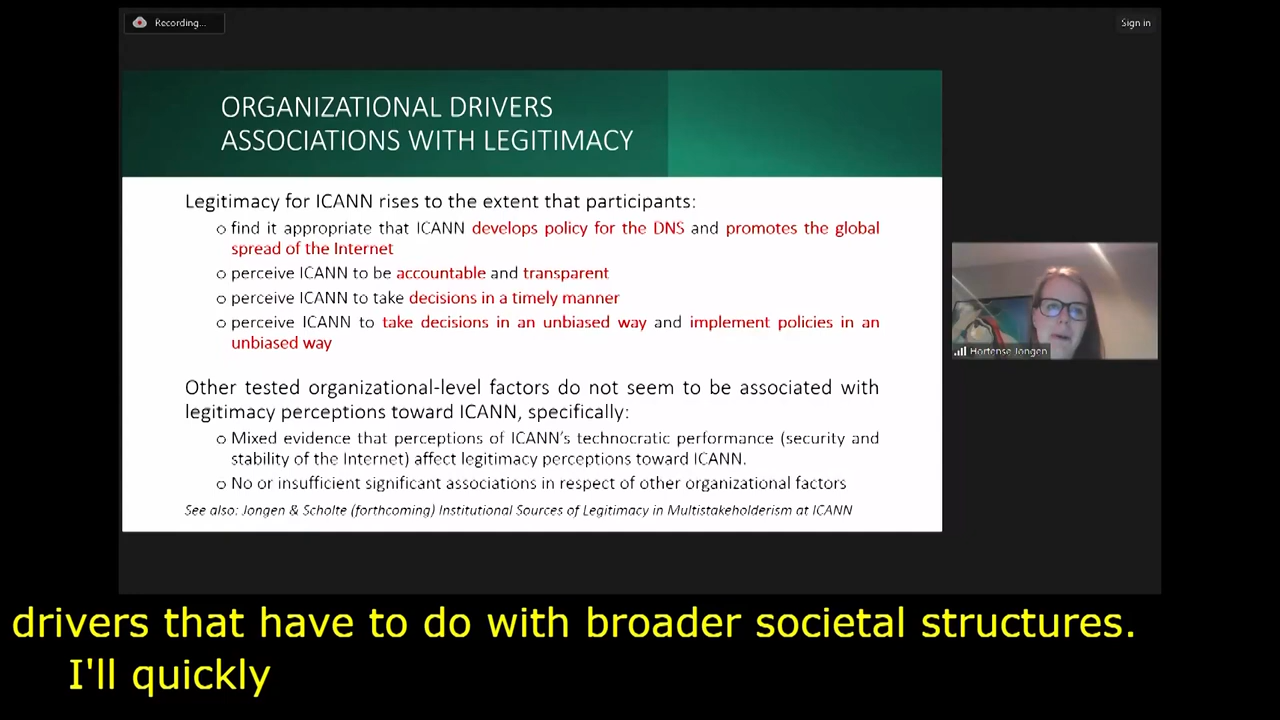 Recording...
Sign in
ORGANIZATIONAL DRIVERS
ASSOCIATIONS WITH LEGITIMACY
Legitimacy for ICANN rises to the extent that participants:
o find it appropriate that ICANN develops policy for the DNS and promotes the global
spread of the Internet
o perceive ICANN to be accountable and transparent
o perceive ICANN to take decisions in a timely manner
o perceive ICANN to take decisions in an unbiased way and implement policies in an
unbiased way
Other tested organizational-level factors do not seem to be associated with
legitimacy perceptions toward ICANN, specifically:
o Mixed evidence that perceptions of ICANN's technocratic performance (security and
stability of the Internet) affect legitimacy perceptions toward ICANN.
o No or insufficient significant associations in respect of other organizational factors
See also: Jongen & Scholte (forthcoming) Institutional Sources of Legitimacy in Multistakeholderism at ICANN
Hortense Jongen
drivers that have to do with broader societal structures.
I'll quickly